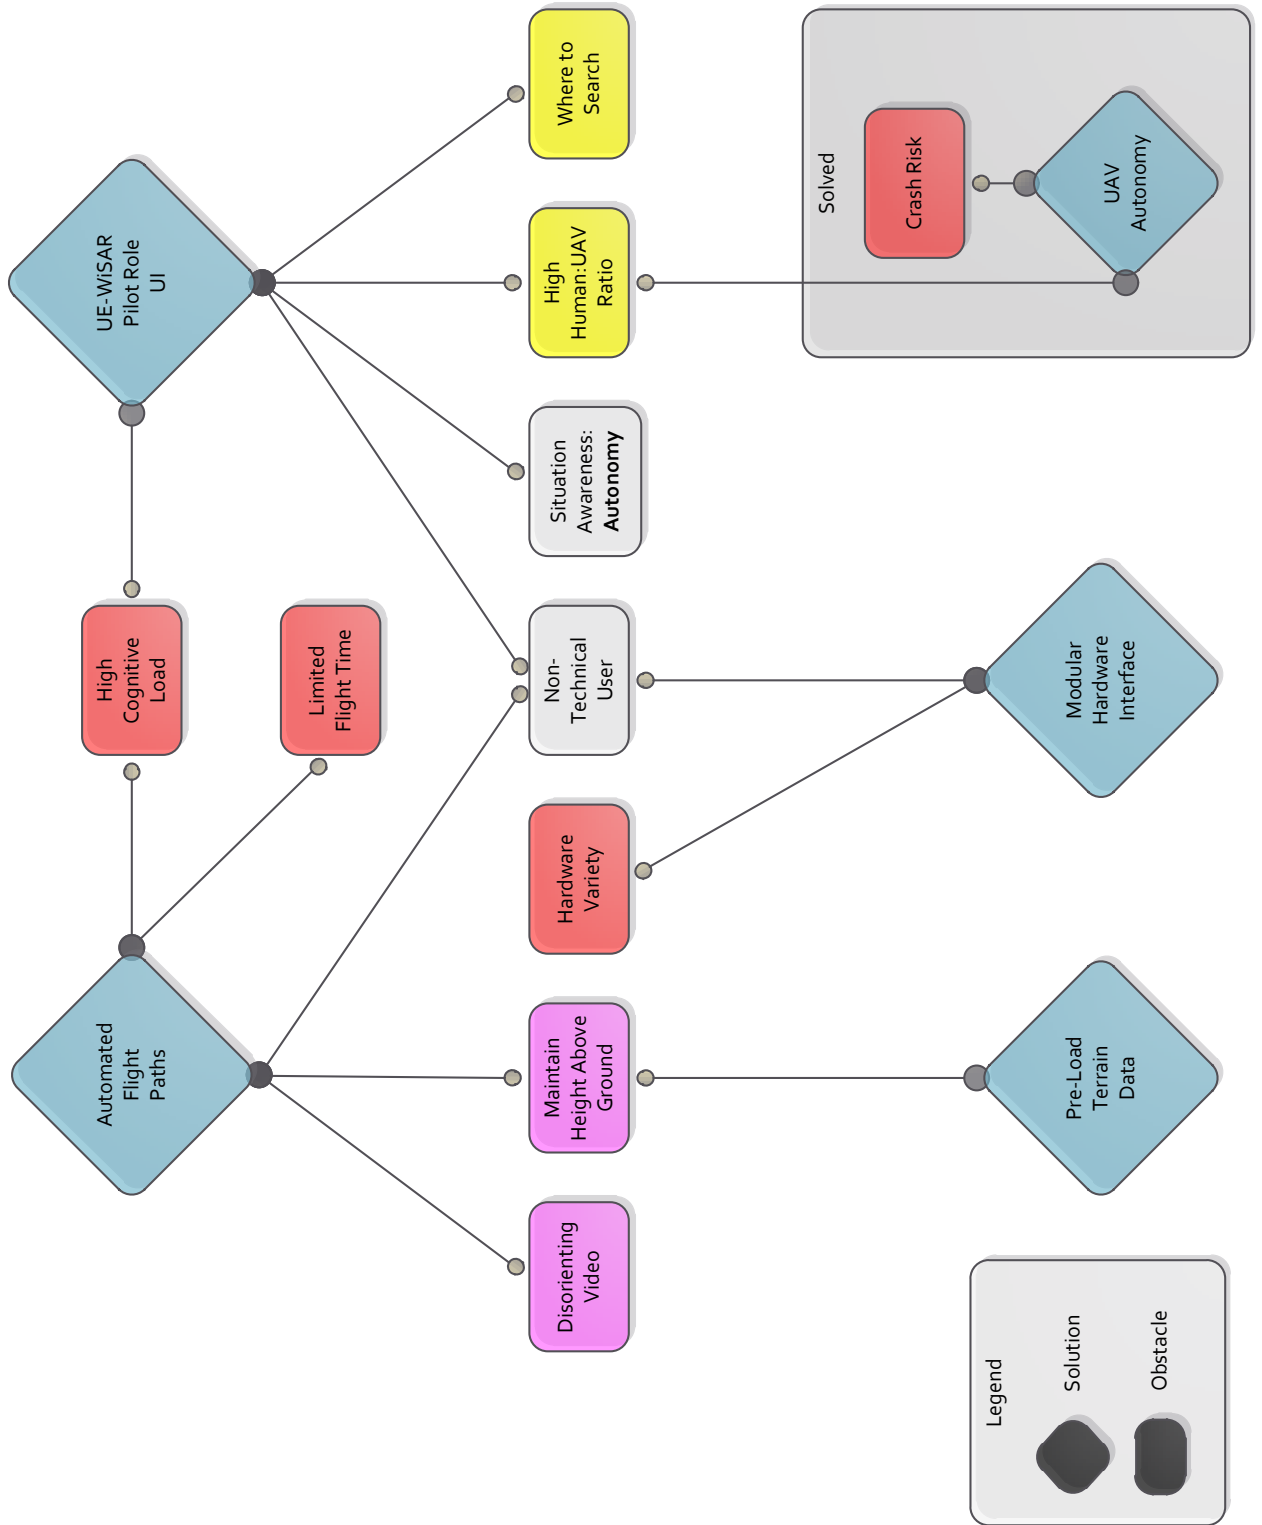 Automated
Flight
Paths
High
Cognitive
Load
UE-WiSAR
Pilot Role
UI
Limited
Flight Time
Disorienting
Video
Maintain
Height Above
Ground
Hardware
Variety
Non-
Technical
User
Situation
Awareness:
Autonomy
High
Human:UAV
Ratio
Where to
Search
Solved
Crash Risk
UAV
Autonomy
Legend
Solution
Obstacle
Pre-Load
Terrain
Data
Modular
Hardware
Interface